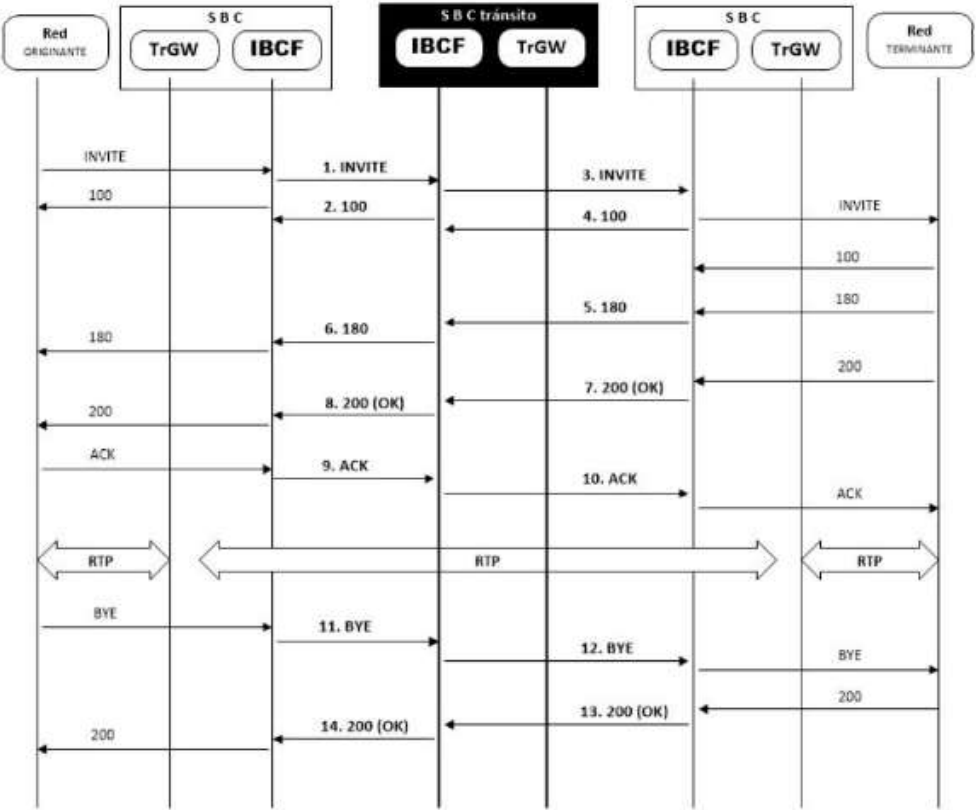 Red
ORIGINANTE
S B C
TrGW
IBCF
S B C tránsito
IBCF
TrGW
S B C
IBCF
TrGW
Red
TERMINANTE
INVITE
1. INVITE
3. INVITE
100
2. 100
4. 100
INVITE
100
180
5. 180
6. 180
180
200
7. 200 (OK)
8. 200 (OK)
200
ACK
9. ACK
10. ACK
ACK
RTP
RTP
RTP
BYE
11. BYE
12. BYE
BYE
200
13. 200 (OK)
14. 200 (OK)
200